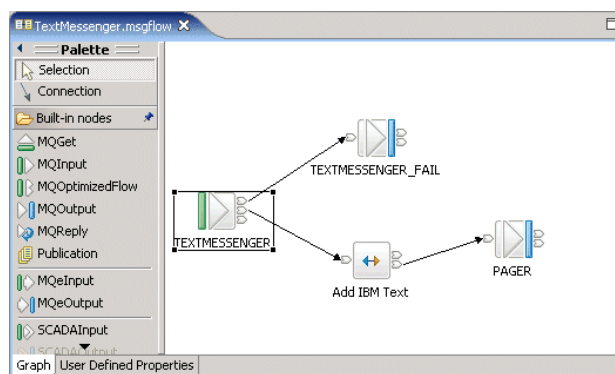 TextMessenger.msgflow
Palette
Selection
Connection
Built-in nodes
MQGet
MQInput
MQOptimizedFlow
MQOutput
MQReply
Publication
MQeInput
MQeOutput
SCADAInput
SCADAOutput
TEXTMESSENGER_FAIL
TEXTMESSENGER
Add IBM Text
PAGER
Graph
User Defined Properties